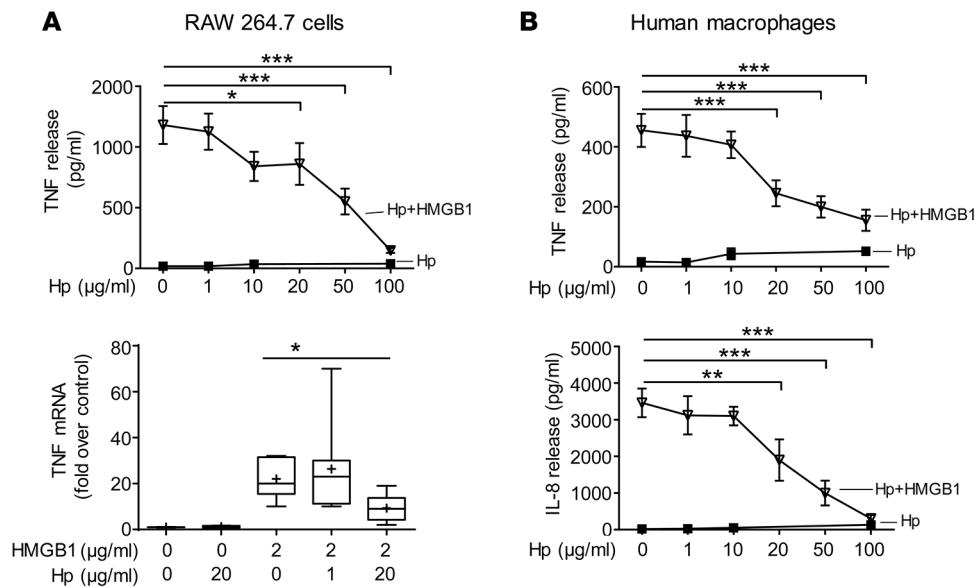 A RAW 264.7 cells
***
***
*
2000
1000
500
0
TNF release
(pg/ml)
Hp+HMGB1
Hp
Hp (µg/ml) 0 1 10 20 50 100
80
60
40
20
0
TNF mRNA
(fold over control)
*
HMGB1 (µg/ml) 0 0 2 2 2
Hp (µg/ml) 0 20 0 1 20
B Human macrophages
***
***
***
600
400
200
0
TNF release (pg/ml)
Hp+HMGB1
Hp
Hp (µg/ml) 0 1 10 20 50 100
***
***
**
5000
4000
3000
2000
1000
0
IL-8 release (pg/ml)
Hp+HMGB1
Hp
Hp (µg/ml) 0 1 10 20 50 100